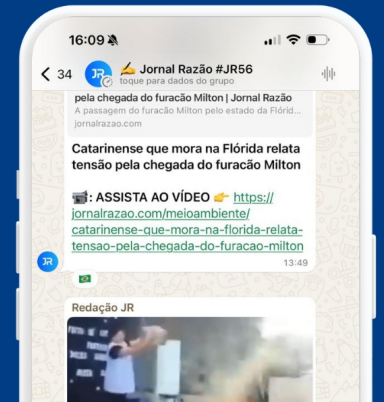 16:09
34
JR
✍️ Jornal Razão #JR56
toque para dados do grupo
pela chegada do furacão Milton | Jornal Razão
A passagem do furacão Milton pelo estado da Flórid...
jornalrazao.com
Catarinense que mora na Flórida relata
tensão pela chegada do furacão Milton
📹: ASSISTA AO VÍDEO 👉 https://
jornalrazao.com/meioambiente/
catarinense-que-mora-na-florida-relata-
tensao-pela-chegada-do-furacao-milton
13:49
JR
Redação JR